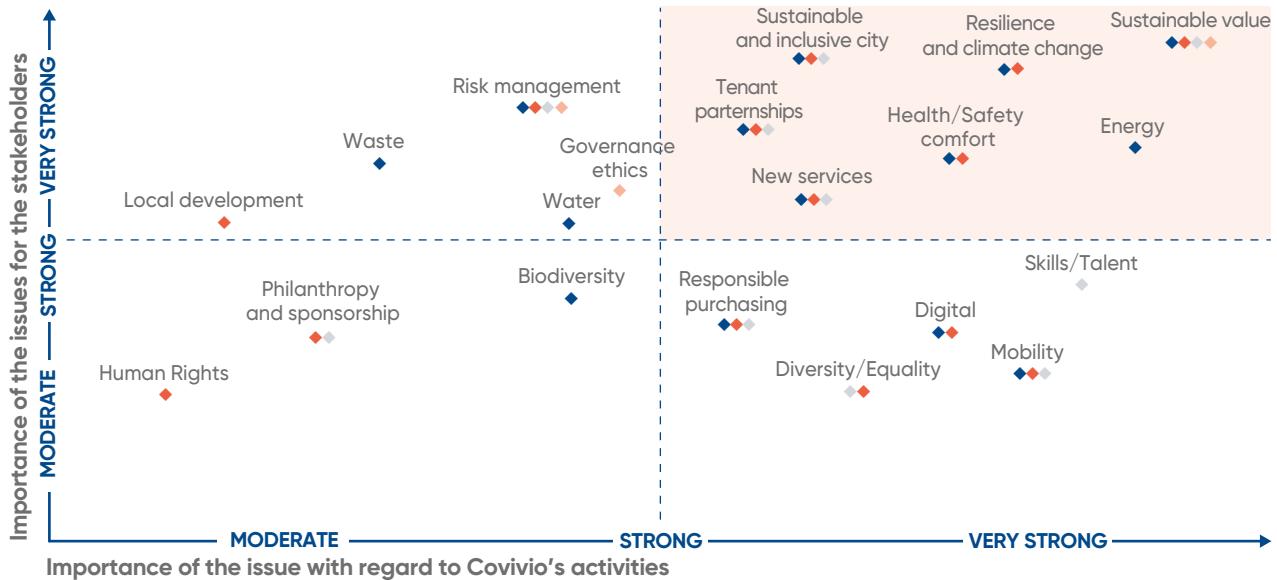 Importance of the issues for the stakeholders
VERY STRONG
STRONG
MODERATE
Sustainable
and inclusive city
Resilience
and climate change
Sustainable value
Risk management
Tenant
parternships
Health/Safety
comfort
Energy
Waste
Governance
ethics
New services
Local development
Water
Biodiversity
Skills/Talent
Philanthropy
and sponsorship
Responsible
purchasing
Digital
Human Rights
Diversity/Equality
Mobility
MODERATE
STRONG
VERY STRONG
Importance of the issue with regard to Covivio's activities